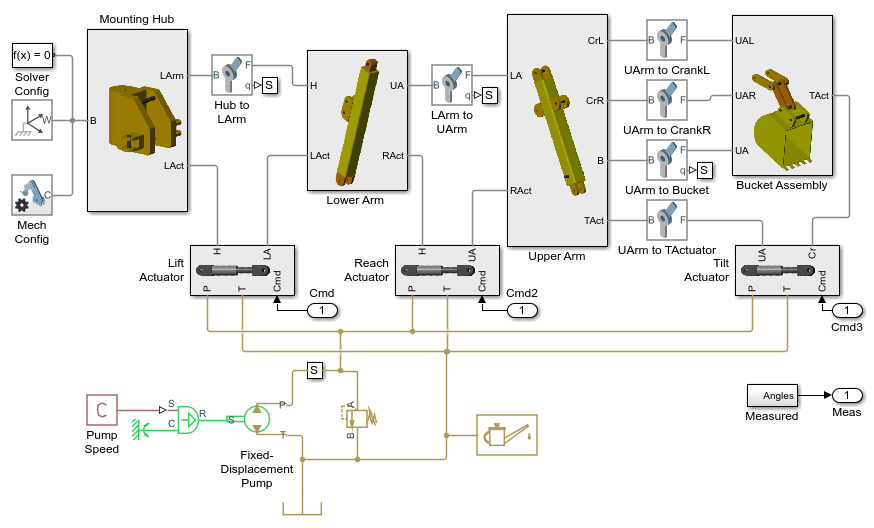 Mounting Hub
f(x) = 0
Solver
Config
W
Mech
Config
C
B
LArm
LAct
B
F
q
S
Hub to
LArm
H
UA
LAct
RAct
Lower Arm
B
F
q
S
LArm to
UArm
LA
RAct
CrL
CrR
B
TAct
Upper Arm
B
F
UArm to CrankL
B
F
UArm to CrankR
B
F
q
S
UArm to Bucket
B
F
UArm to TActuator
UAL
UAR
UA
TAct
Bucket Assembly
Lift
Actuator
H
LA
P
T
Cmd
Cmd
1
Reach
Actuator
H
UA
P
T
Cmd
Cmd2
1
Tilt
Actuator
UA
Cr
P
T
Cmd
1
Cmd3
S
C
Pump
Speed
S
C
R
S
P
T
Fixed-
Displacement
Pump
A
B
Angles
Measured
1
Meas